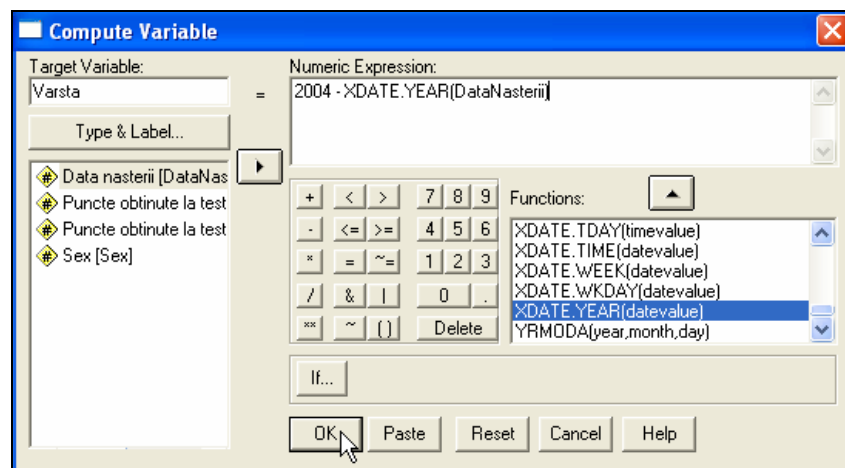 Compute Variable
Target Variable:
Varsta
=
Numeric Expression:
2004 - XDATE.YEAR(DataNasterii)
Type & Label...
Data nasterii [DataNas
Puncte obtinute la test
Puncte obtinute la test
Sex [Sex]
+ < > 7 8 9
- <= >= 4 5 6
* = ~= 1 2 3
/ & | 0 .
** ~ () Delete
Functions:
XDATE.TDAY(timevalue)
XDATE.TIME(datevalue)
XDATE.WEEK(datevalue)
XDATE.WKDAY(datevalue)
XDATE.YEAR(datevalue)
YRMODA(year,month,day)
If...
OK Paste Reset Cancel Help